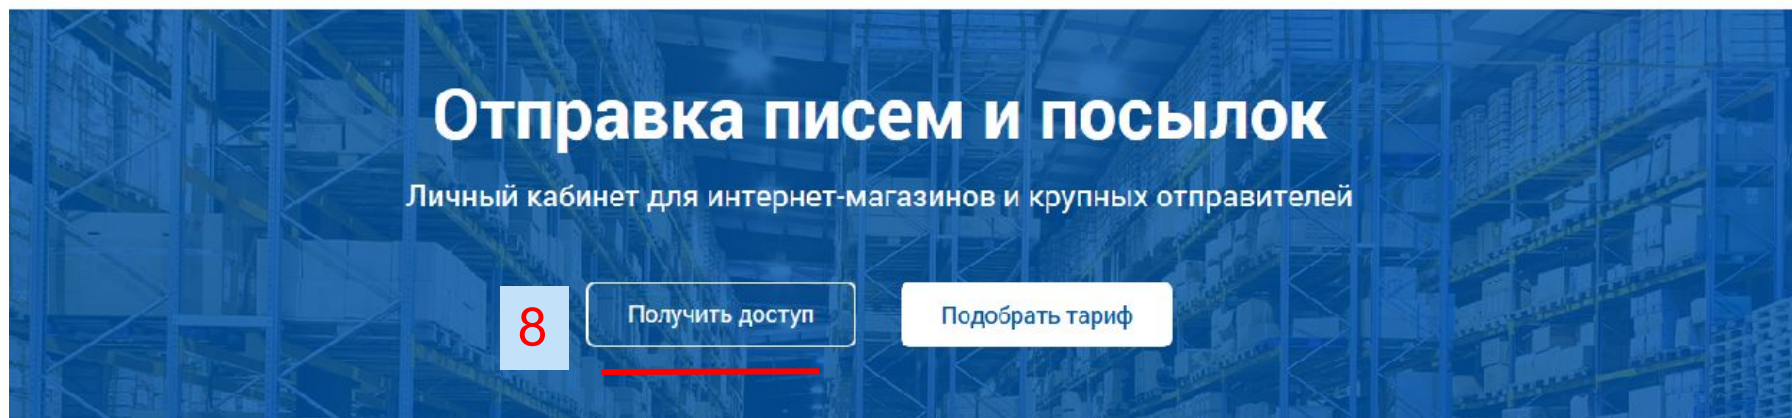 Отправка писем и посылок
Личный кабинет для интернет-магазинов и крупных отправителей
8 Получить доступ Подобрать тариф